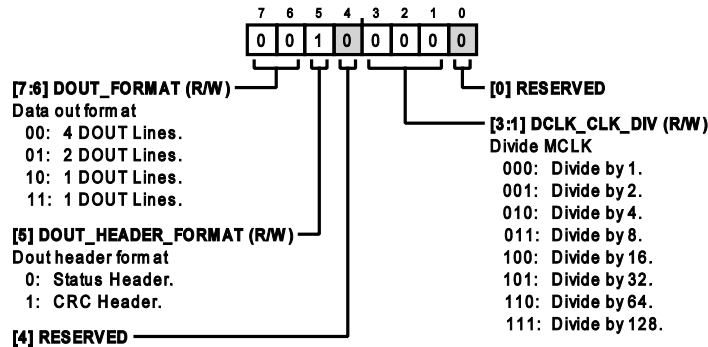 7 6 5 4 3 2 1 0
0 0 1 0 0 0 0 0
[7:6] DOUT_FORMAT (R/W)
Data out format
00: 4 DOUT Lines.
01: 2 DOUT Lines.
10: 1 DOUT Lines.
11: 1 DOUT Lines.
[5] DOUT_HEADER_FORMAT (R/W)
Dout header format
0: Status Header.
1: CRC Header.
[4] RESERVED
[0] RESERVED
[3:1] DCLK_CLK_DIV (R/W)
Divide MCLK
000: Divide by 1.
001: Divide by 2.
010: Divide by 4.
011: Divide by 8.
100: Divide by 16.
101: Divide by 32.
110: Divide by 64.
111: Divide by 128.